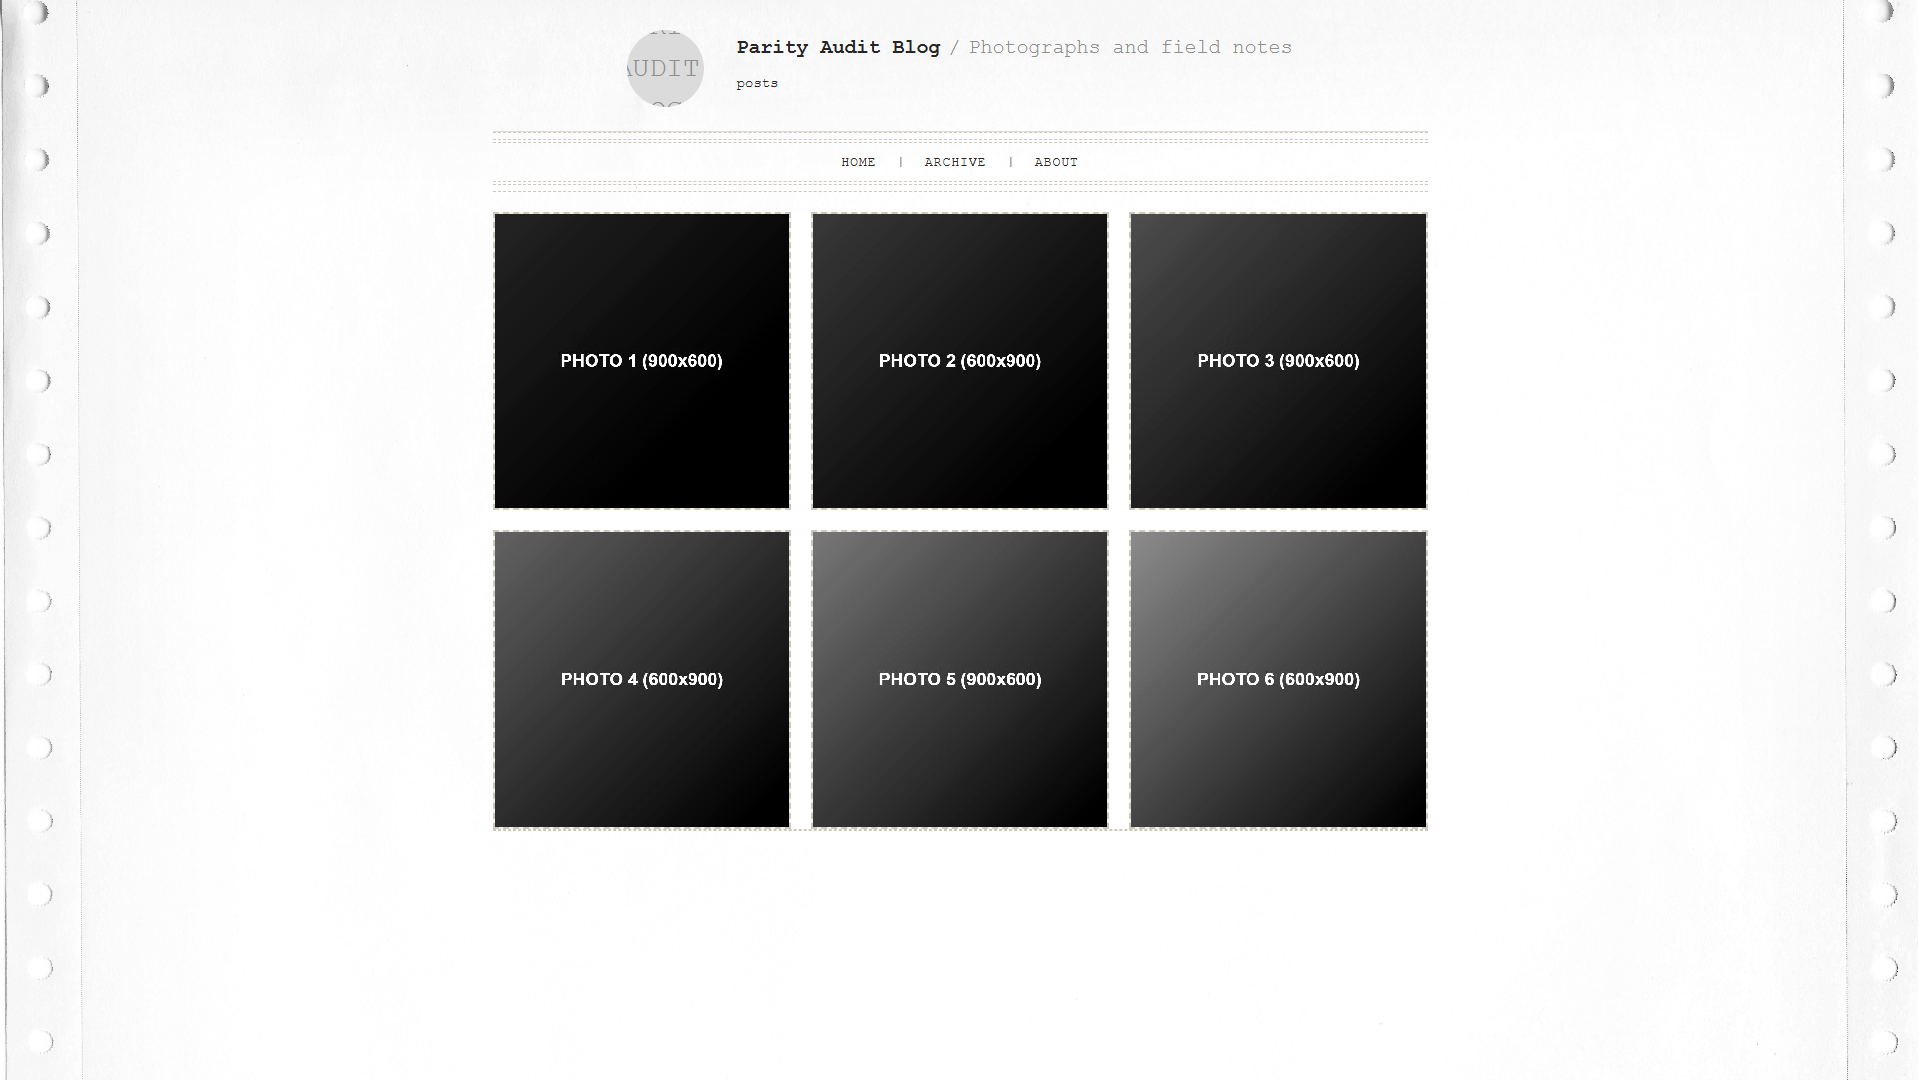 AUDIT
Parity Audit Blog / Photographs and field notes
posts
HOME | ARCHIVE | ABOUT
PHOTO 1 (900x600) PHOTO 2 (600x900) PHOTO 3 (900x600)
PHOTO 4 (600x900) PHOTO 5 (900x600) PHOTO 6 (600x900)